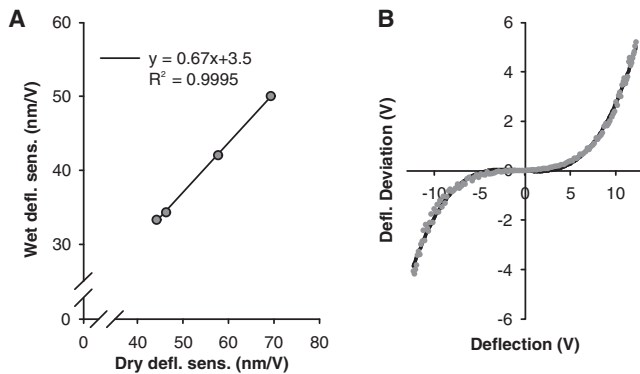 A
60
50
40
30
0
Wet defl. sens. (nm/V)
y = 0.67x+3.5
R² = 0.9995
0 40 50 60 70 80
Dry defl. sens. (nm/V)
B
6
4
2
0
-2
-4
-6
Defl. Deviation (V)
-10 -5 0 5 10
Deflection (V)